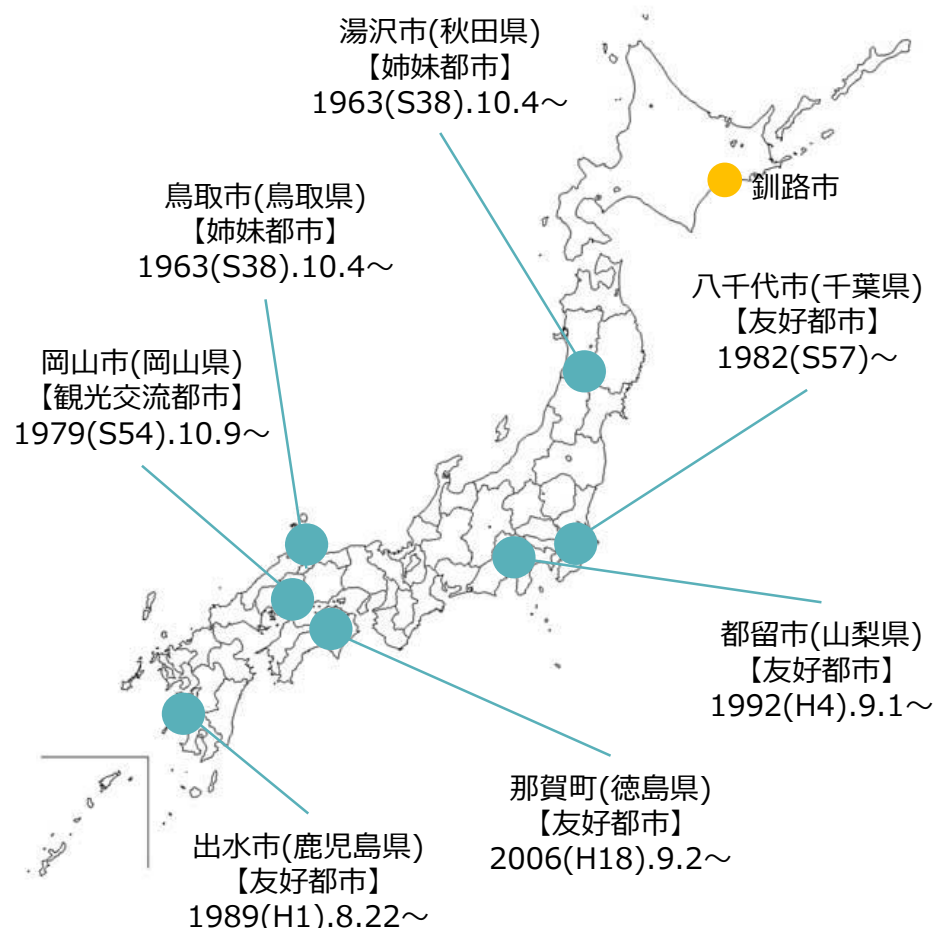 湯沢市(秋田県)
【姉妹都市】
1963(S38).10.4～
釧路市
鳥取市(鳥取県)
【姉妹都市】
1963(S38).10.4～
八千代市(千葉県)
【友好都市】
1982(S57)～
岡山市(岡山県)
【観光交流都市】
1979(S54).10.9～
都留市(山梨県)
【友好都市】
1992(H4).9.1～
那賀町(徳島県)
【友好都市】
2006(H18).9.2～
出水市(鹿児島県)
【友好都市】
1989(H1).8.22～